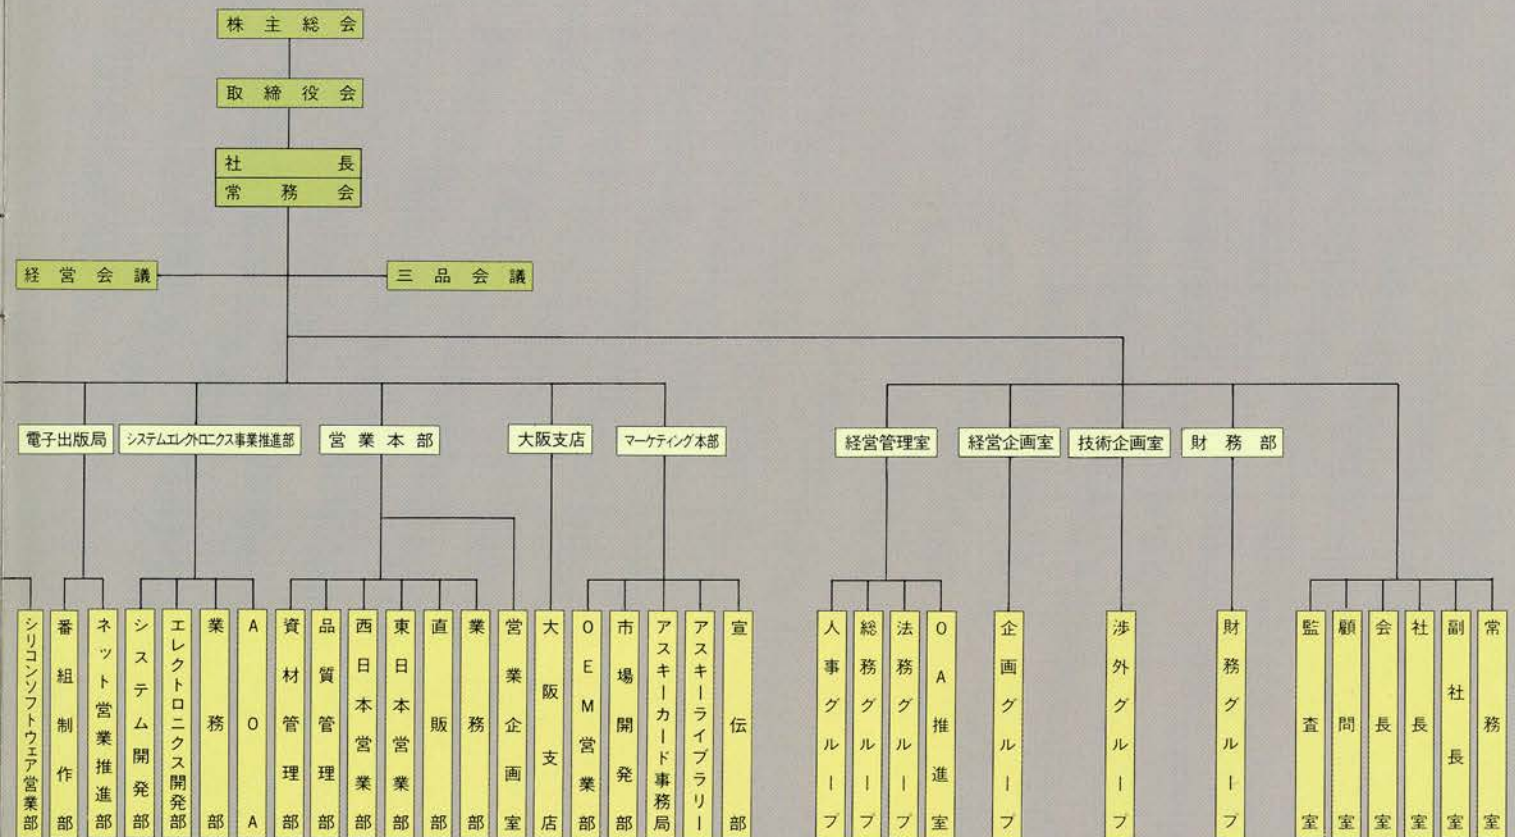 株主総会
取締役会
社長
常務会
経営会議
三品会議
電子出版局
システムエレクトロニクス事業推進部
営業本部
大阪支店
マーケティング本部
経営管理室
経営企画室
技術企画室
財務部
シリコンソフトウェア営業部
番組制作部
ネット営業推進部
システム開発部
エレクトロニクス開発部
業務部
AOA
資材管理部
品質管理部
西日本営業部
東日本営業部
直販部
業務部
営業企画室
大阪支店
OEM営業部
市場開発部
アスキーカード事務局
アスキーライブラリー
宣伝部
人事グループ
総務グループ
法務グループ
OA推進室
企画グループ
渉外グループ
財務グループ
監査室
顧問室
会長室
社長室
副社長室
常務室